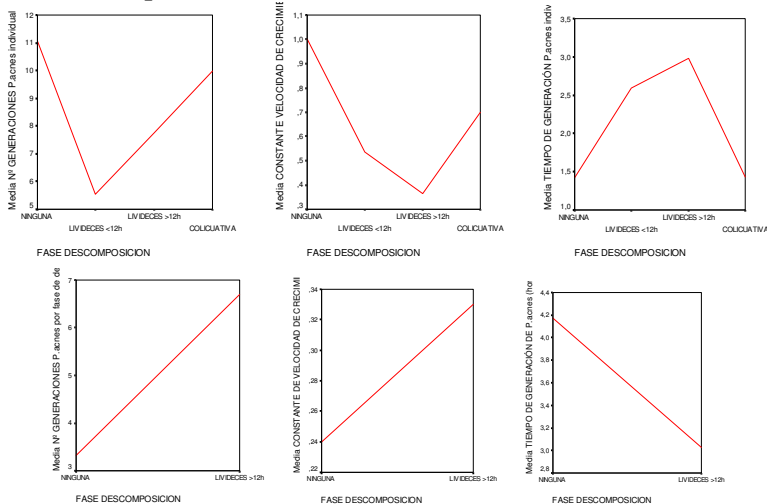 Media Nº GENERACIONES P.acnes individual
12
11
10
9
8
7
6
5
NINGUNA
LIVIDECES <12h
LIVIDECES >12h
COLICUATIVA
FASE DESCOMPOSICION
Media CONSTANTE VELOCIDAD DE CRECIMIE
1,1
1,0
,9
,8
,7
,6
,5
,4
,3
NINGUNA
LIVIDECES <12h
LIVIDECES >12h
COLICUATIVA
FASE DESCOMPOSICION
Media TIEMPO DE GENERACIÓN P.acnes indiv
3,5
3,0
2,5
2,0
1,5
1,0
NINGUNA
LIVIDECES <12h
LIVIDECES >12h
COLICUATIVA
FASE DESCOMPOSICION
Media Nº GENERACIONES P.acnes por fase de de
7
6
5
4
3
NINGUNA
LIVIDECES >12h
FASE DESCOMPOSICION
Media CONSTANTE DE VELOCIDAD DE CRECIMI
,34
,32
,30
,28
,26
,24
,22
NINGUNA
LIVIDECES >12h
FASE DESCOMPOSICION
Media TIEMPO DE GENERACIÓN DE P.acnes (hor
4,4
4,2
4,0
3,8
3,6
3,4
3,2
3,0
2,8
NINGUNA
LIVIDECES >12h
FASE DESCOMPOSICION